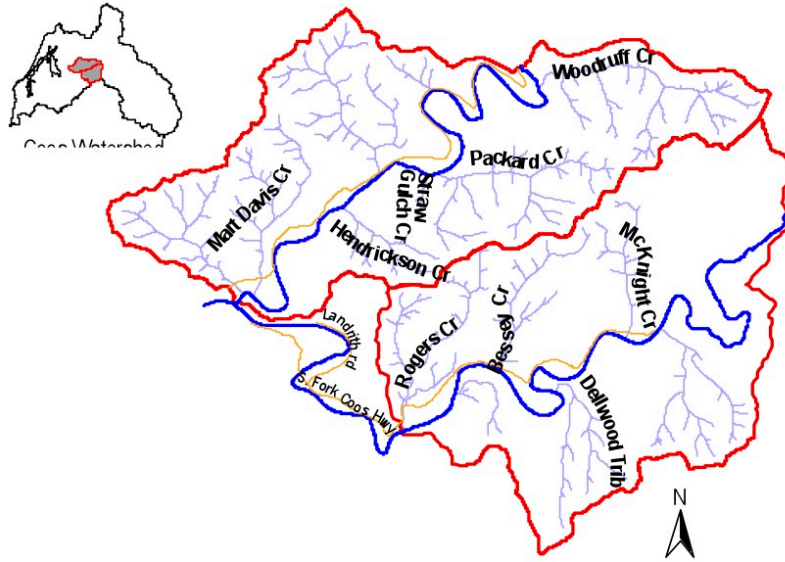 Coos Watershed
Woodruff Cr
Packard Cr
Straw
Gulch Cr
Mart Davis Cr
Hendrickson Cr
McKnight Cr
Landrith rd
Rogers Cr
Bessey Cr
S. Fork Coos Hwy
Dellwood Trib
N